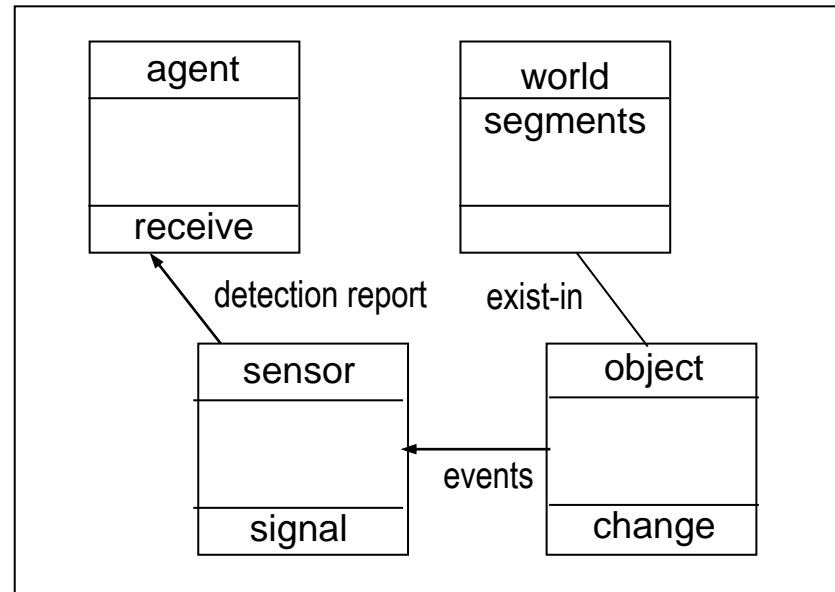 agent
world
segments
receive
detection report
exist-in
sensor
object
events
signal
change